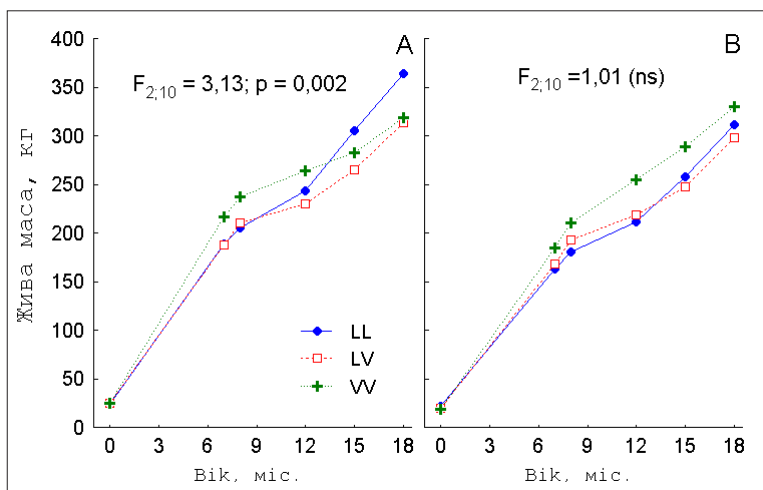 A
F2;10 = 3,13; p = 0,002
B
F2;10 =1,01 (ns)
Жива маса, кг
400
350
300
250
200
150
100
50
0
LL
LV
VV
0 3 6 9 12 15 18
0 3 6 9 12 15 18
Вік, міс.
Вік, міс.